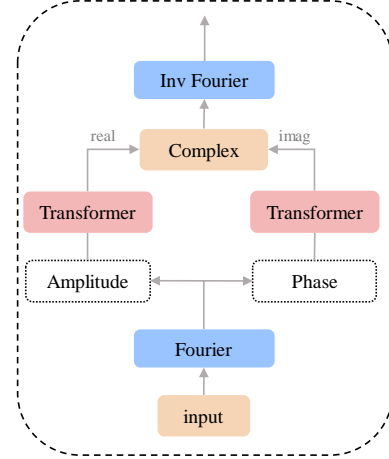 Inv Fourier
real
imag
Complex
Transformer
Transformer
Amplitude
Phase
Fourier
input